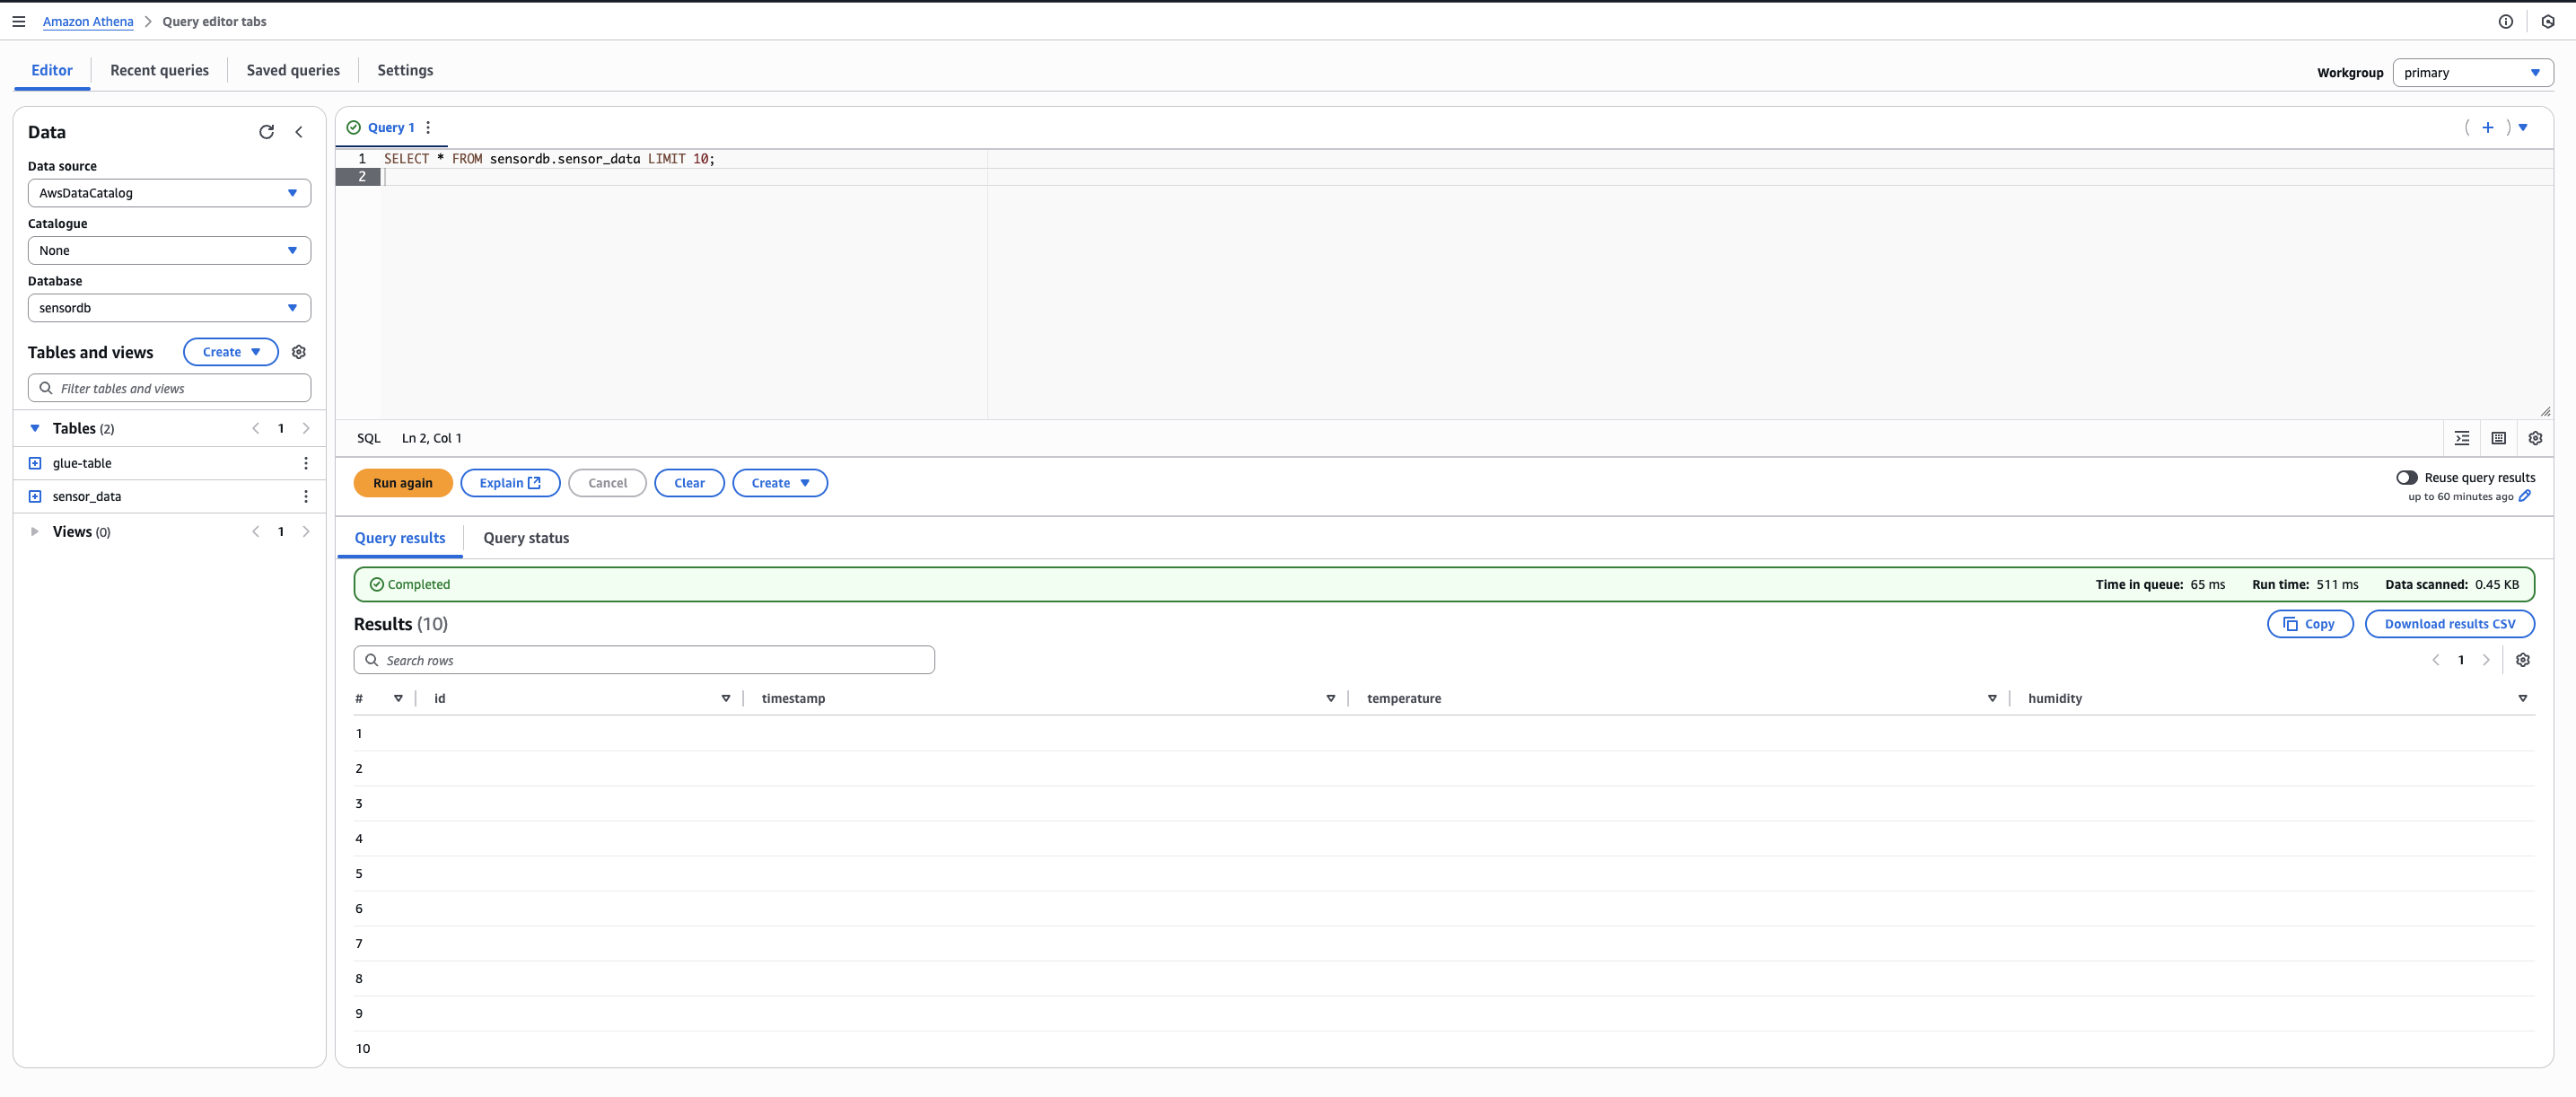 Amazon Athena > Query editor tabs
Editor Recent queries Saved queries Settings
Workgroup primary
Data
Data source
AwsDataCatalog
Catalogue
None
Database
sensordb
Tables and views Create
Filter tables and views
Tables (2) < 1 >
glue-table
sensor_data
Views (0) < 1 >
Query 1
1 SELECT * FROM sensordb.sensor_data LIMIT 10;
2
SQL Ln 2, Col 1
Run again Explain Cancel Clear Create
Reuse query results
up to 60 minutes ago
Query results Query status
Completed Time in queue: 65 ms Run time: 511 ms Data scanned: 0.45 KB
Results (10) Copy Download results CSV
Search rows < 1 >
# id timestamp temperature humidity
1
2
3
4
5
6
7
8
9
10